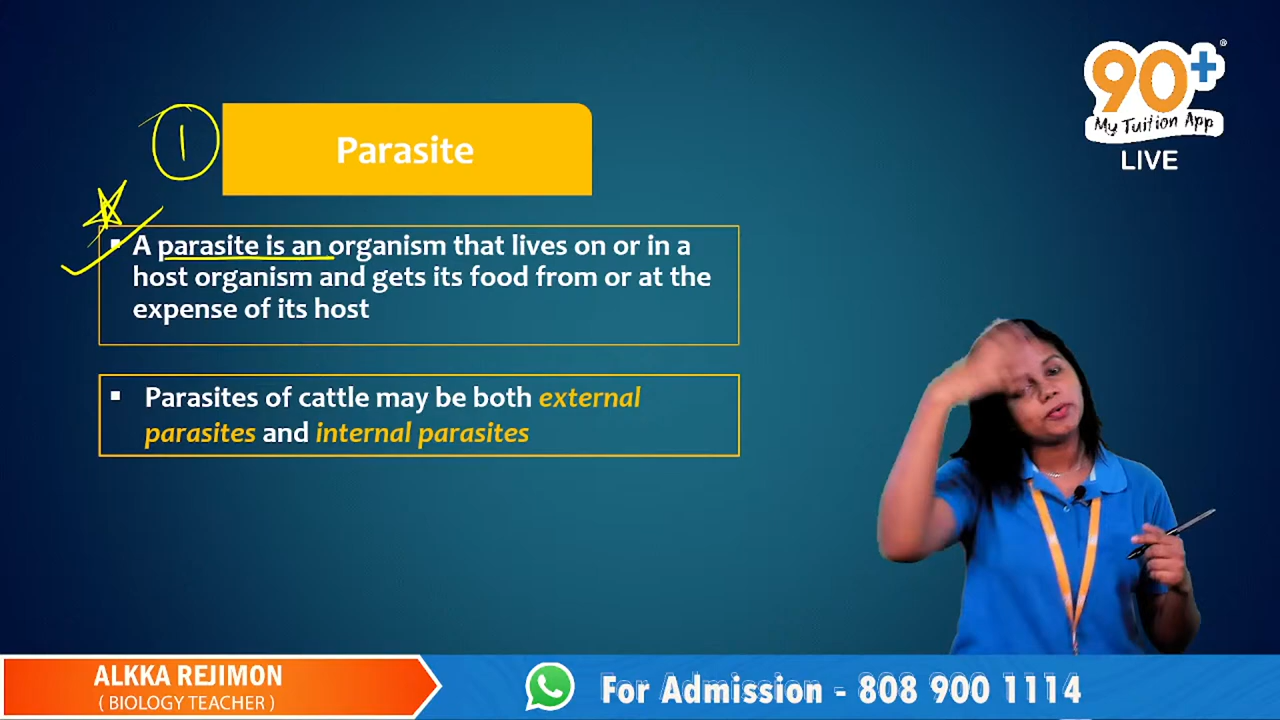 90+
My Tuition App
LIVE
1
Parasite
▪ A parasite is an organism that lives on or in a
host organism and gets its food from or at the
expense of its host
▪ Parasites of cattle may be both external
parasites and internal parasites
ALKKA REJIMON
( BIOLOGY TEACHER )
For Admission - 808 900 1114